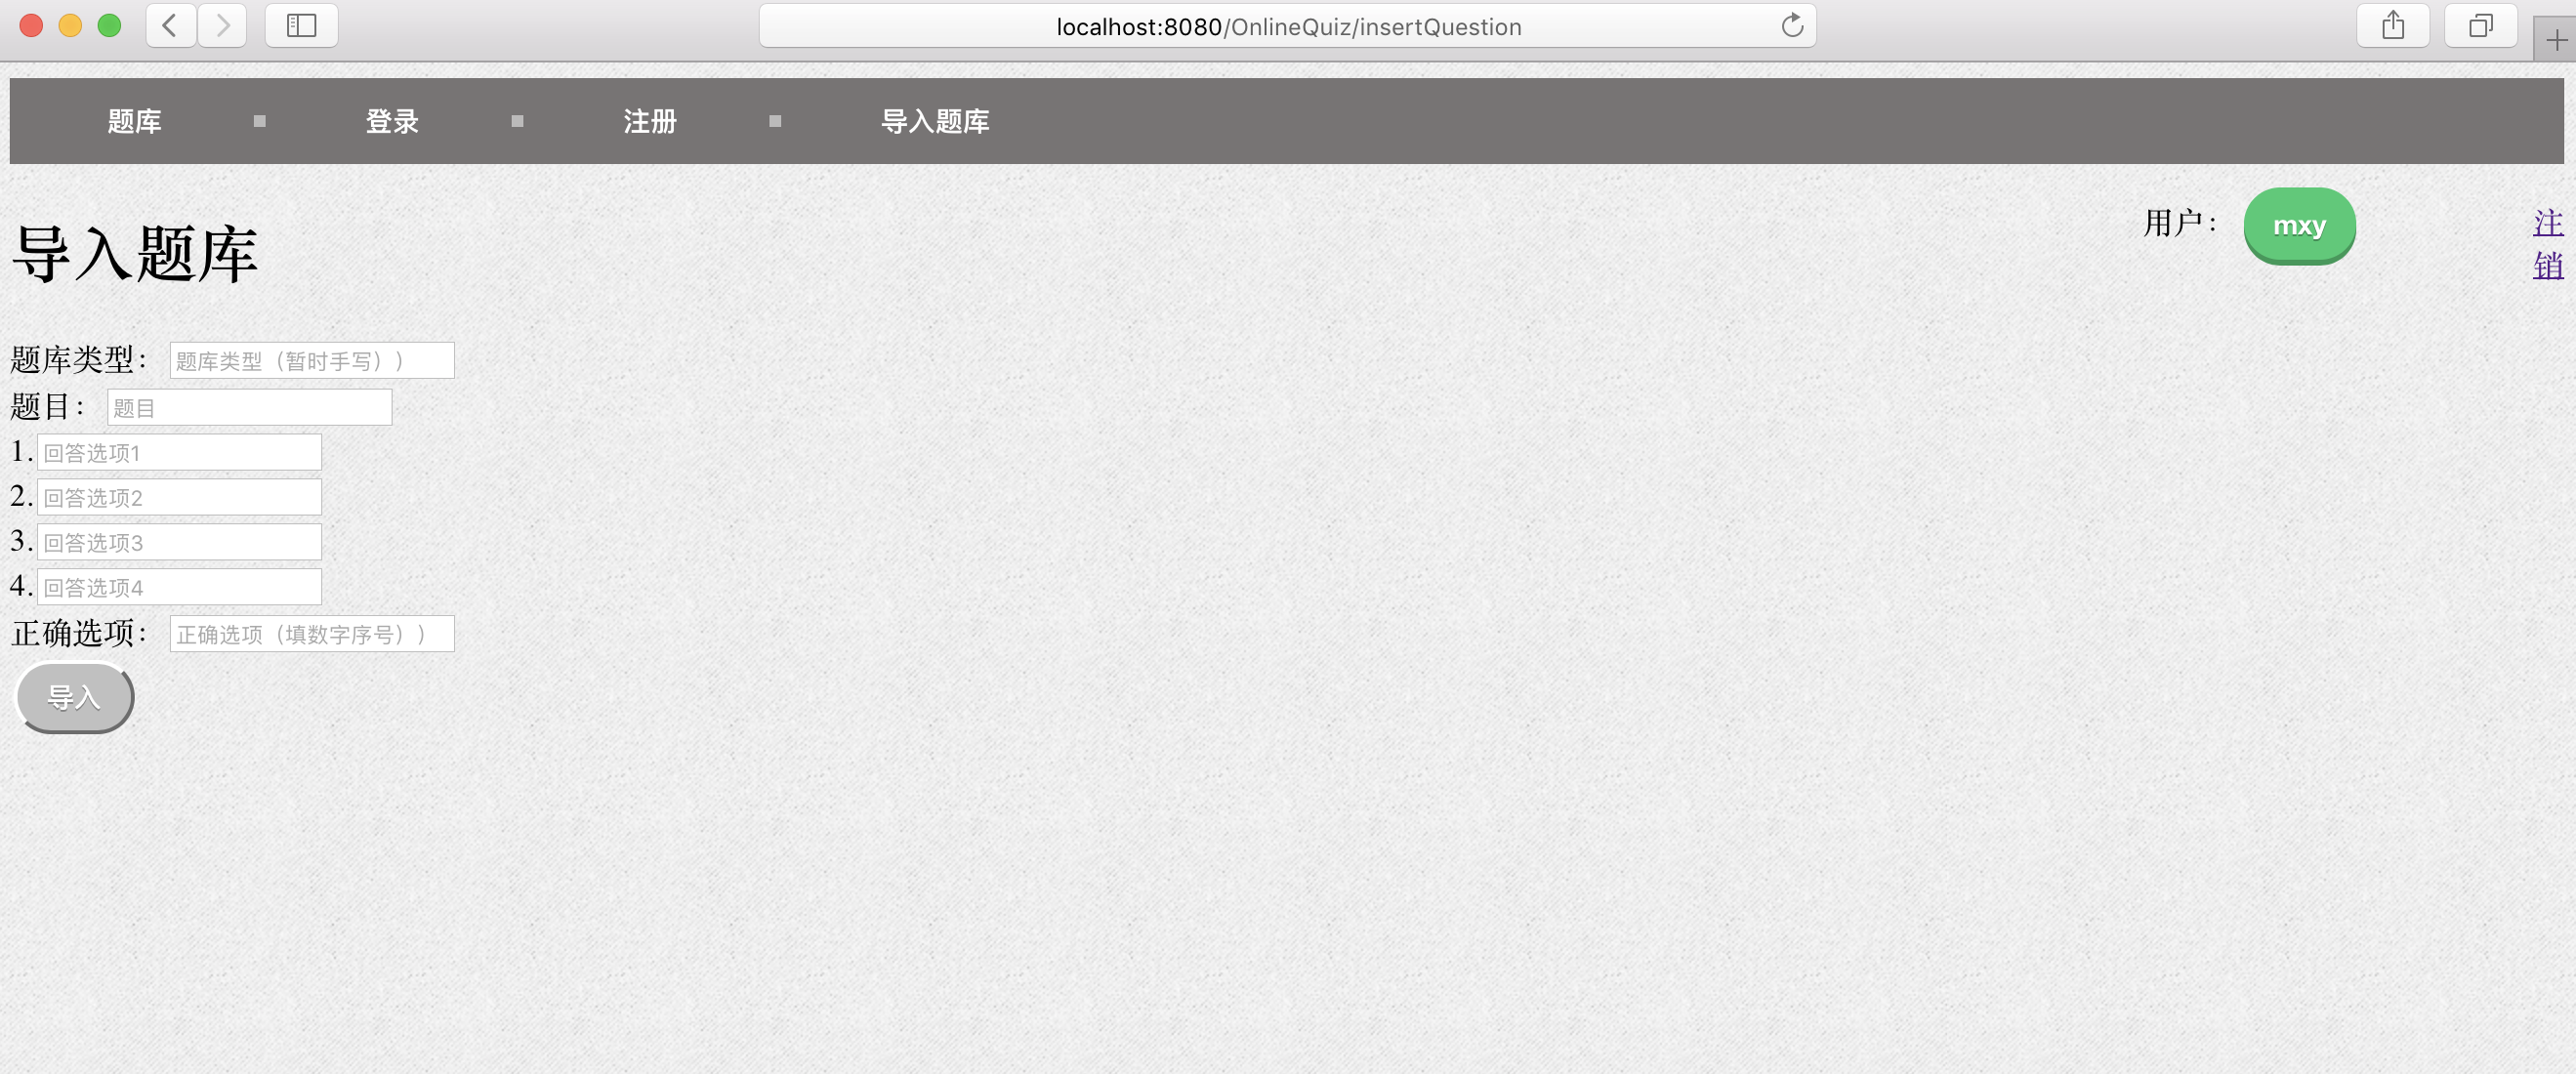 localhost:8080/OnlineQuiz/insertQuestion
题库 登录 注册 导入题库
导入题库
用户： mxy
注
销
题库类型： 题库类型（暂时手写））
题目： 题目
1. 回答选项1
2. 回答选项2
3. 回答选项3
4. 回答选项4
正确选项： 正确选项（填数字序号））
导入